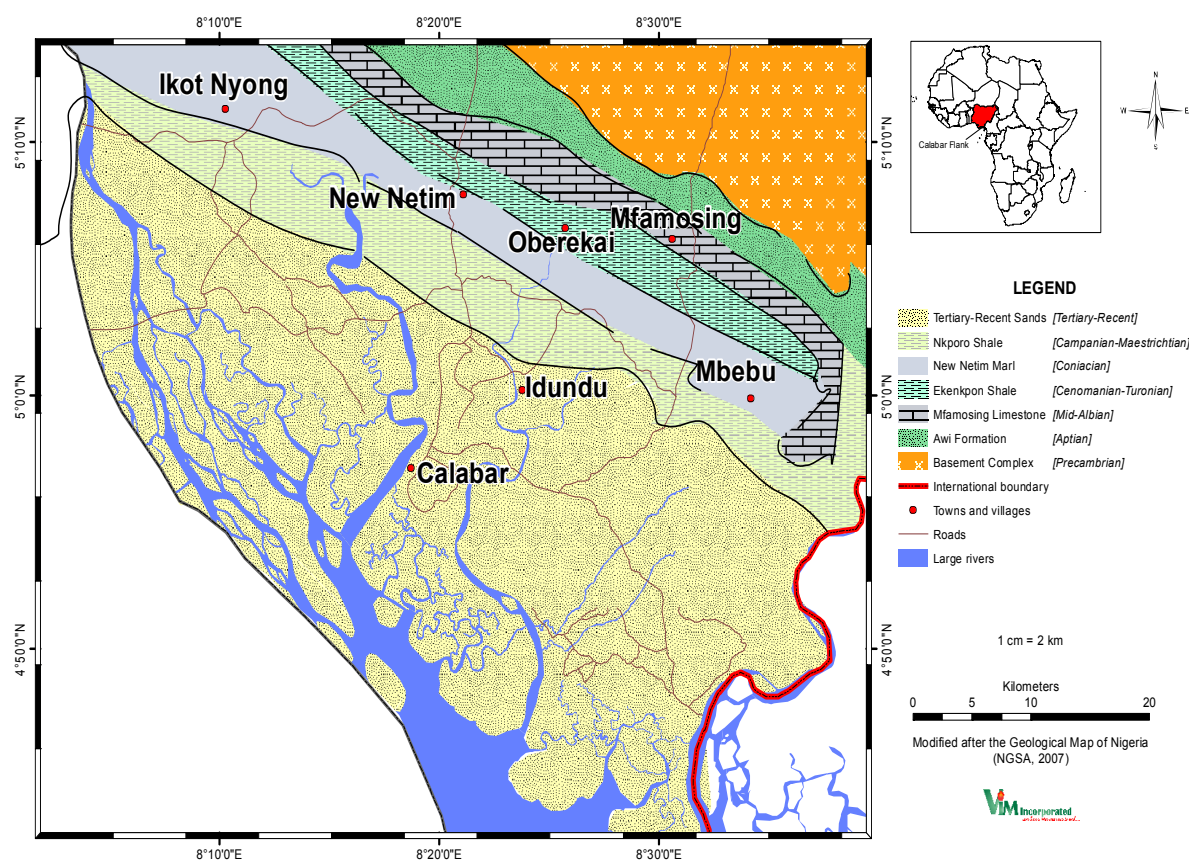 8°10'0"E 8°20'0"E 8°30'0"E
5°10'0"N
5°0'0"N
4°50'0"N
Ikot Nyong
New Netim
Mfamosing
Oberekai
Mbebu
Idundu
Calabar
5°10'0"N
5°0'0"N
4°50'0"N
8°10'0"E 8°20'0"E 8°30'0"E
Calabar Flank
N
W E
S
LEGEND
Tertiary-Recent Sands [Tertiary-Recent]
Nkporo Shale [Campanian-Maestrichtian]
New Netim Marl [Coniacian]
Ekenkpon Shale [Cenomanian-Turonian]
Mfamosing Limestone [Mid-Albian]
Awi Formation [Aptian]
Basement Complex [Precambrian]
International boundary
Towns and villages
Roads
Large rivers
1 cm = 2 km
Kilometers
0 5 10 20
Modified after the Geological Map of Nigeria
(NGSA, 2007)
ViM Incorporated